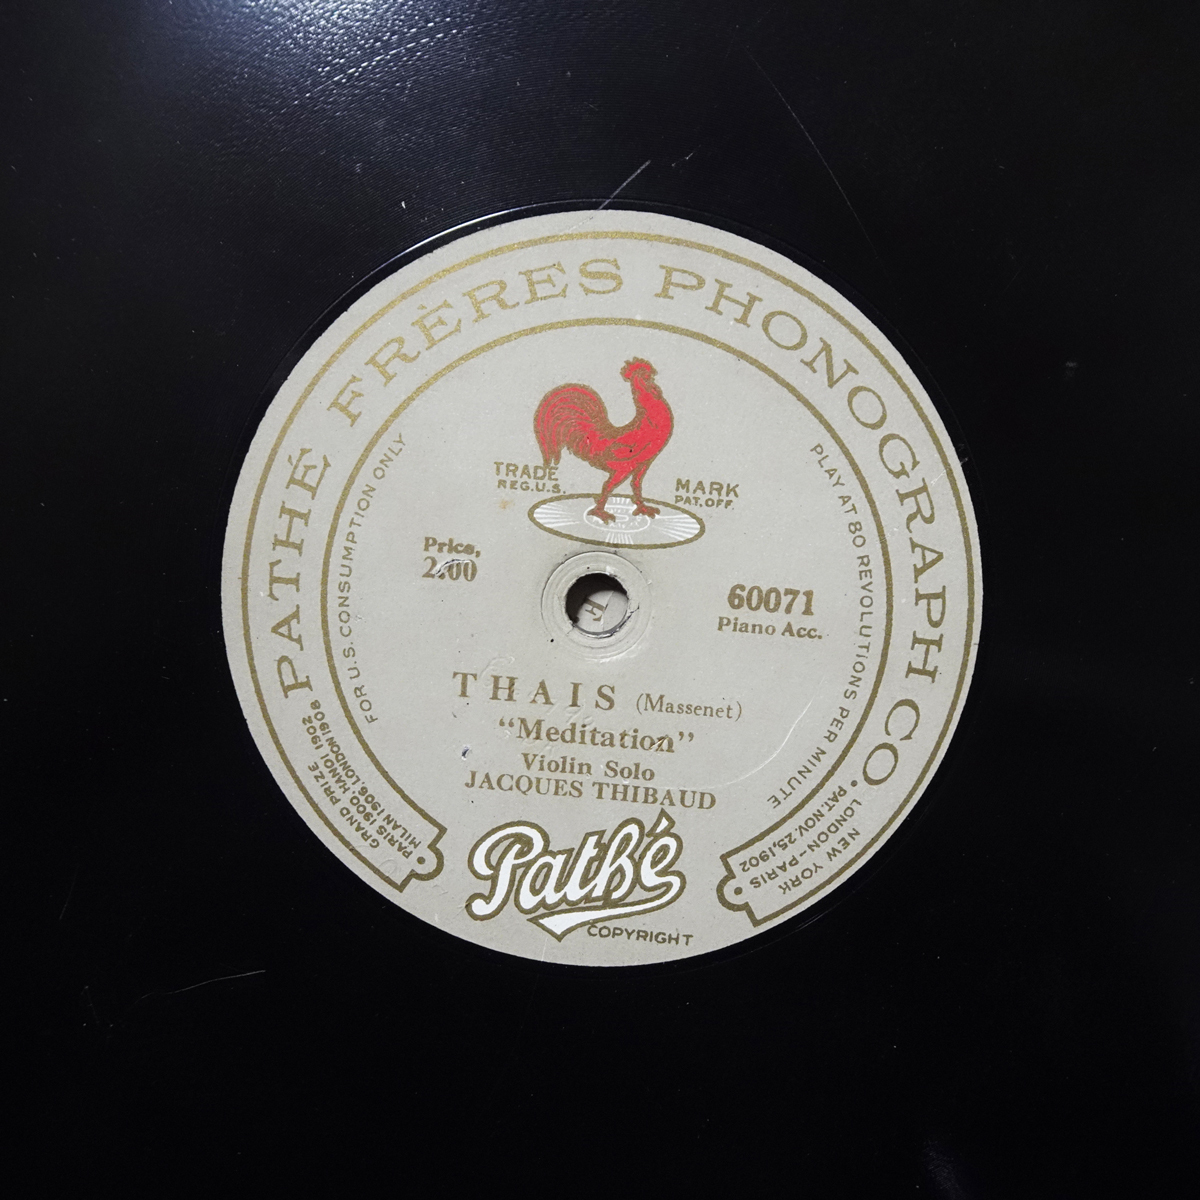 PATHÉ FRÈRES PHONOGRAPH CO.
GRAND PRIZE
PARIS 1900, HANOI 1902
MILAN 1906, LONDON 1908
NEW YORK
LONDON-PARIS
PAT. NOV. 25, 1902
FOR U.S. CONSUMPTION ONLY
PLAY AT 80 REVOLUTIONS PER MINUTE
TRADE MARK
REG. U.S. PAT. OFF.
Price,
2.00
60071
Piano Acc.
E
THAIS (Massenet)
“Meditation”
Violin Solo
JACQUES THIBAUD
Pathé
COPYRIGHT